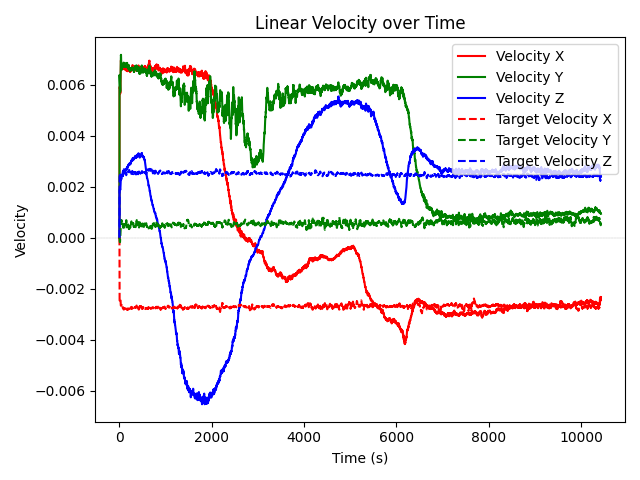 Linear Velocity over Time
Velocity X
Velocity Y
Velocity Z
Target Velocity X
Target Velocity Y
Target Velocity Z
0.006
0.004
0.002
0.000
−0.002
−0.004
−0.006
Velocity
0 2000 4000 6000 8000 10000
Time (s)